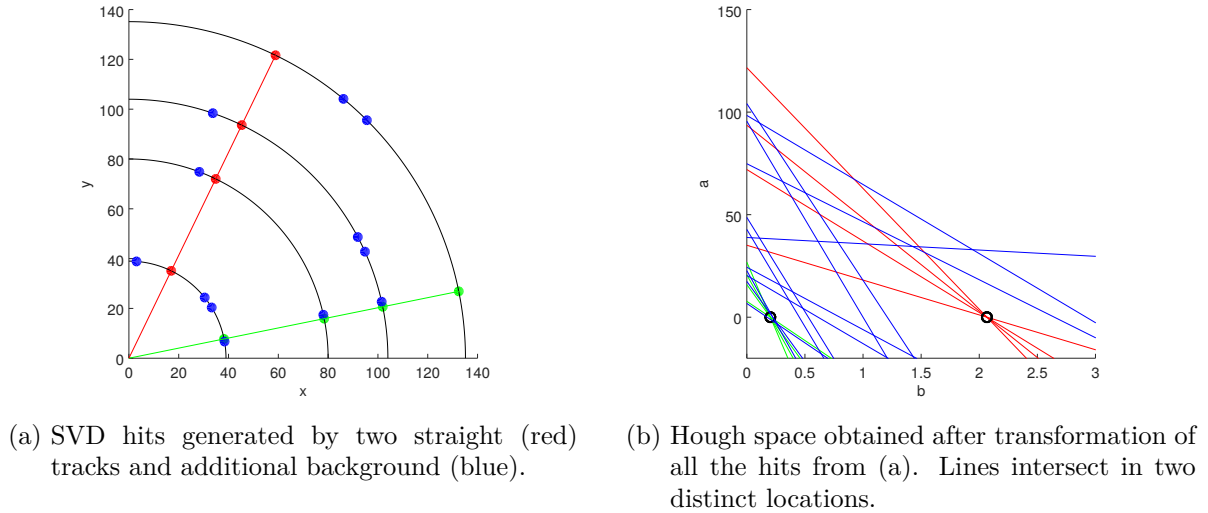 140
120
100
80
60
40
20
0
y
0 20 40 60 80 100 120 140
x
150
100
50
0
a
0 0.5 1 1.5 2 2.5 3
b
(a) SVD hits generated by two straight (red)
tracks and additional background (blue).
(b) Hough space obtained after transformation of
all the hits from (a). Lines intersect in two
distinct locations.